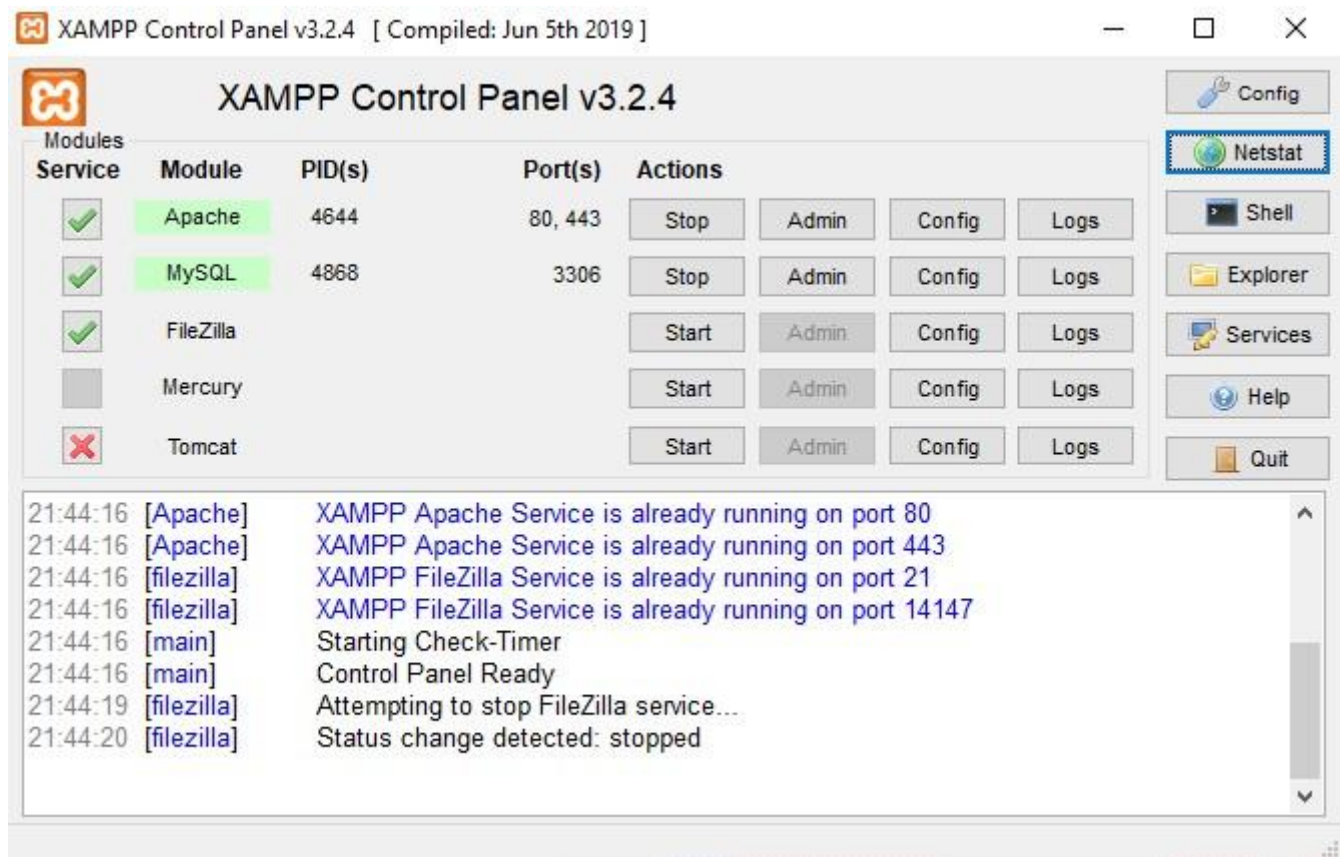 XAMPP Control Panel v3.2.4 [ Compiled: Jun 5th 2019 ]
XAMPP Control Panel v3.2.4
Config
Modules
Service Module PID(s) Port(s) Actions
Netstat
Apache 4644 80, 443 Stop Admin Config Logs
Shell
MySQL 4868 3306 Stop Admin Config Logs
Explorer
FileZilla Start Admin Config Logs
Services
Mercury Start Admin Config Logs
Help
Tomcat Start Admin Config Logs
Quit
21:44:16 [Apache] XAMPP Apache Service is already running on port 80
21:44:16 [Apache] XAMPP Apache Service is already running on port 443
21:44:16 [filezilla] XAMPP FileZilla Service is already running on port 21
21:44:16 [filezilla] XAMPP FileZilla Service is already running on port 14147
21:44:16 [main] Starting Check-Timer
21:44:16 [main] Control Panel Ready
21:44:19 [filezilla] Attempting to stop FileZilla service...
21:44:20 [filezilla] Status change detected: stopped